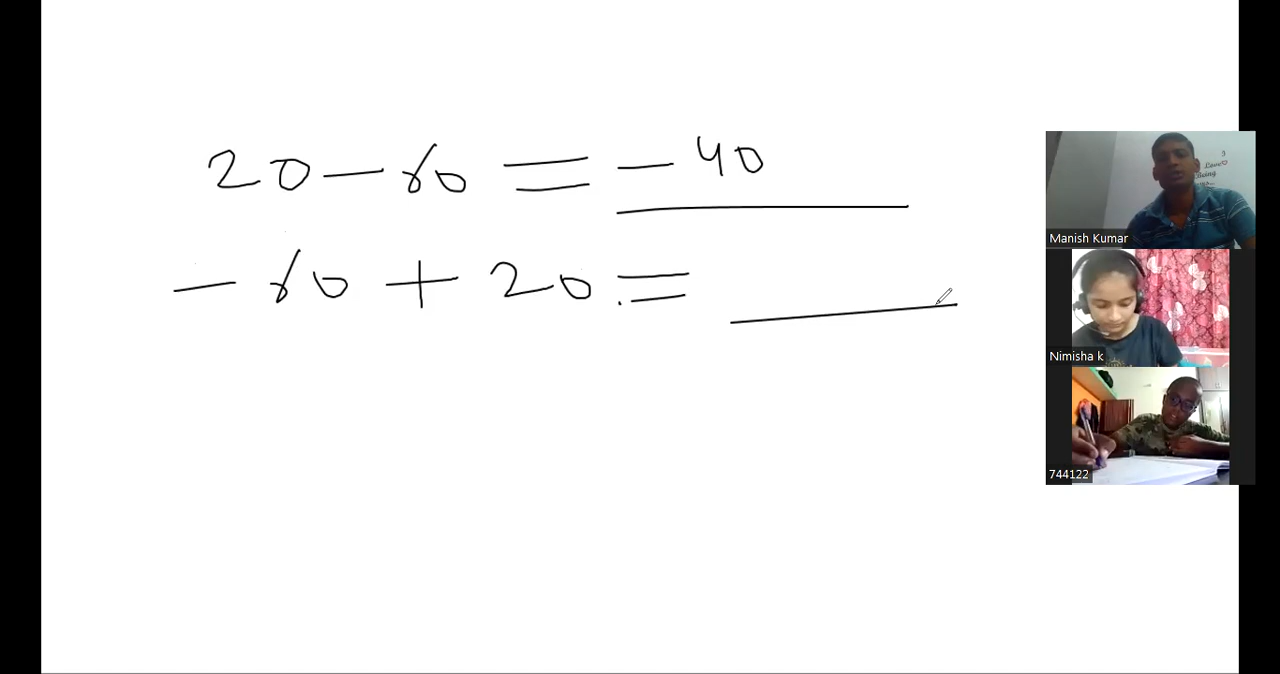 20 - 60 = - 40
- 60 + 20 =
Manish Kumar
Nimisha k
744122